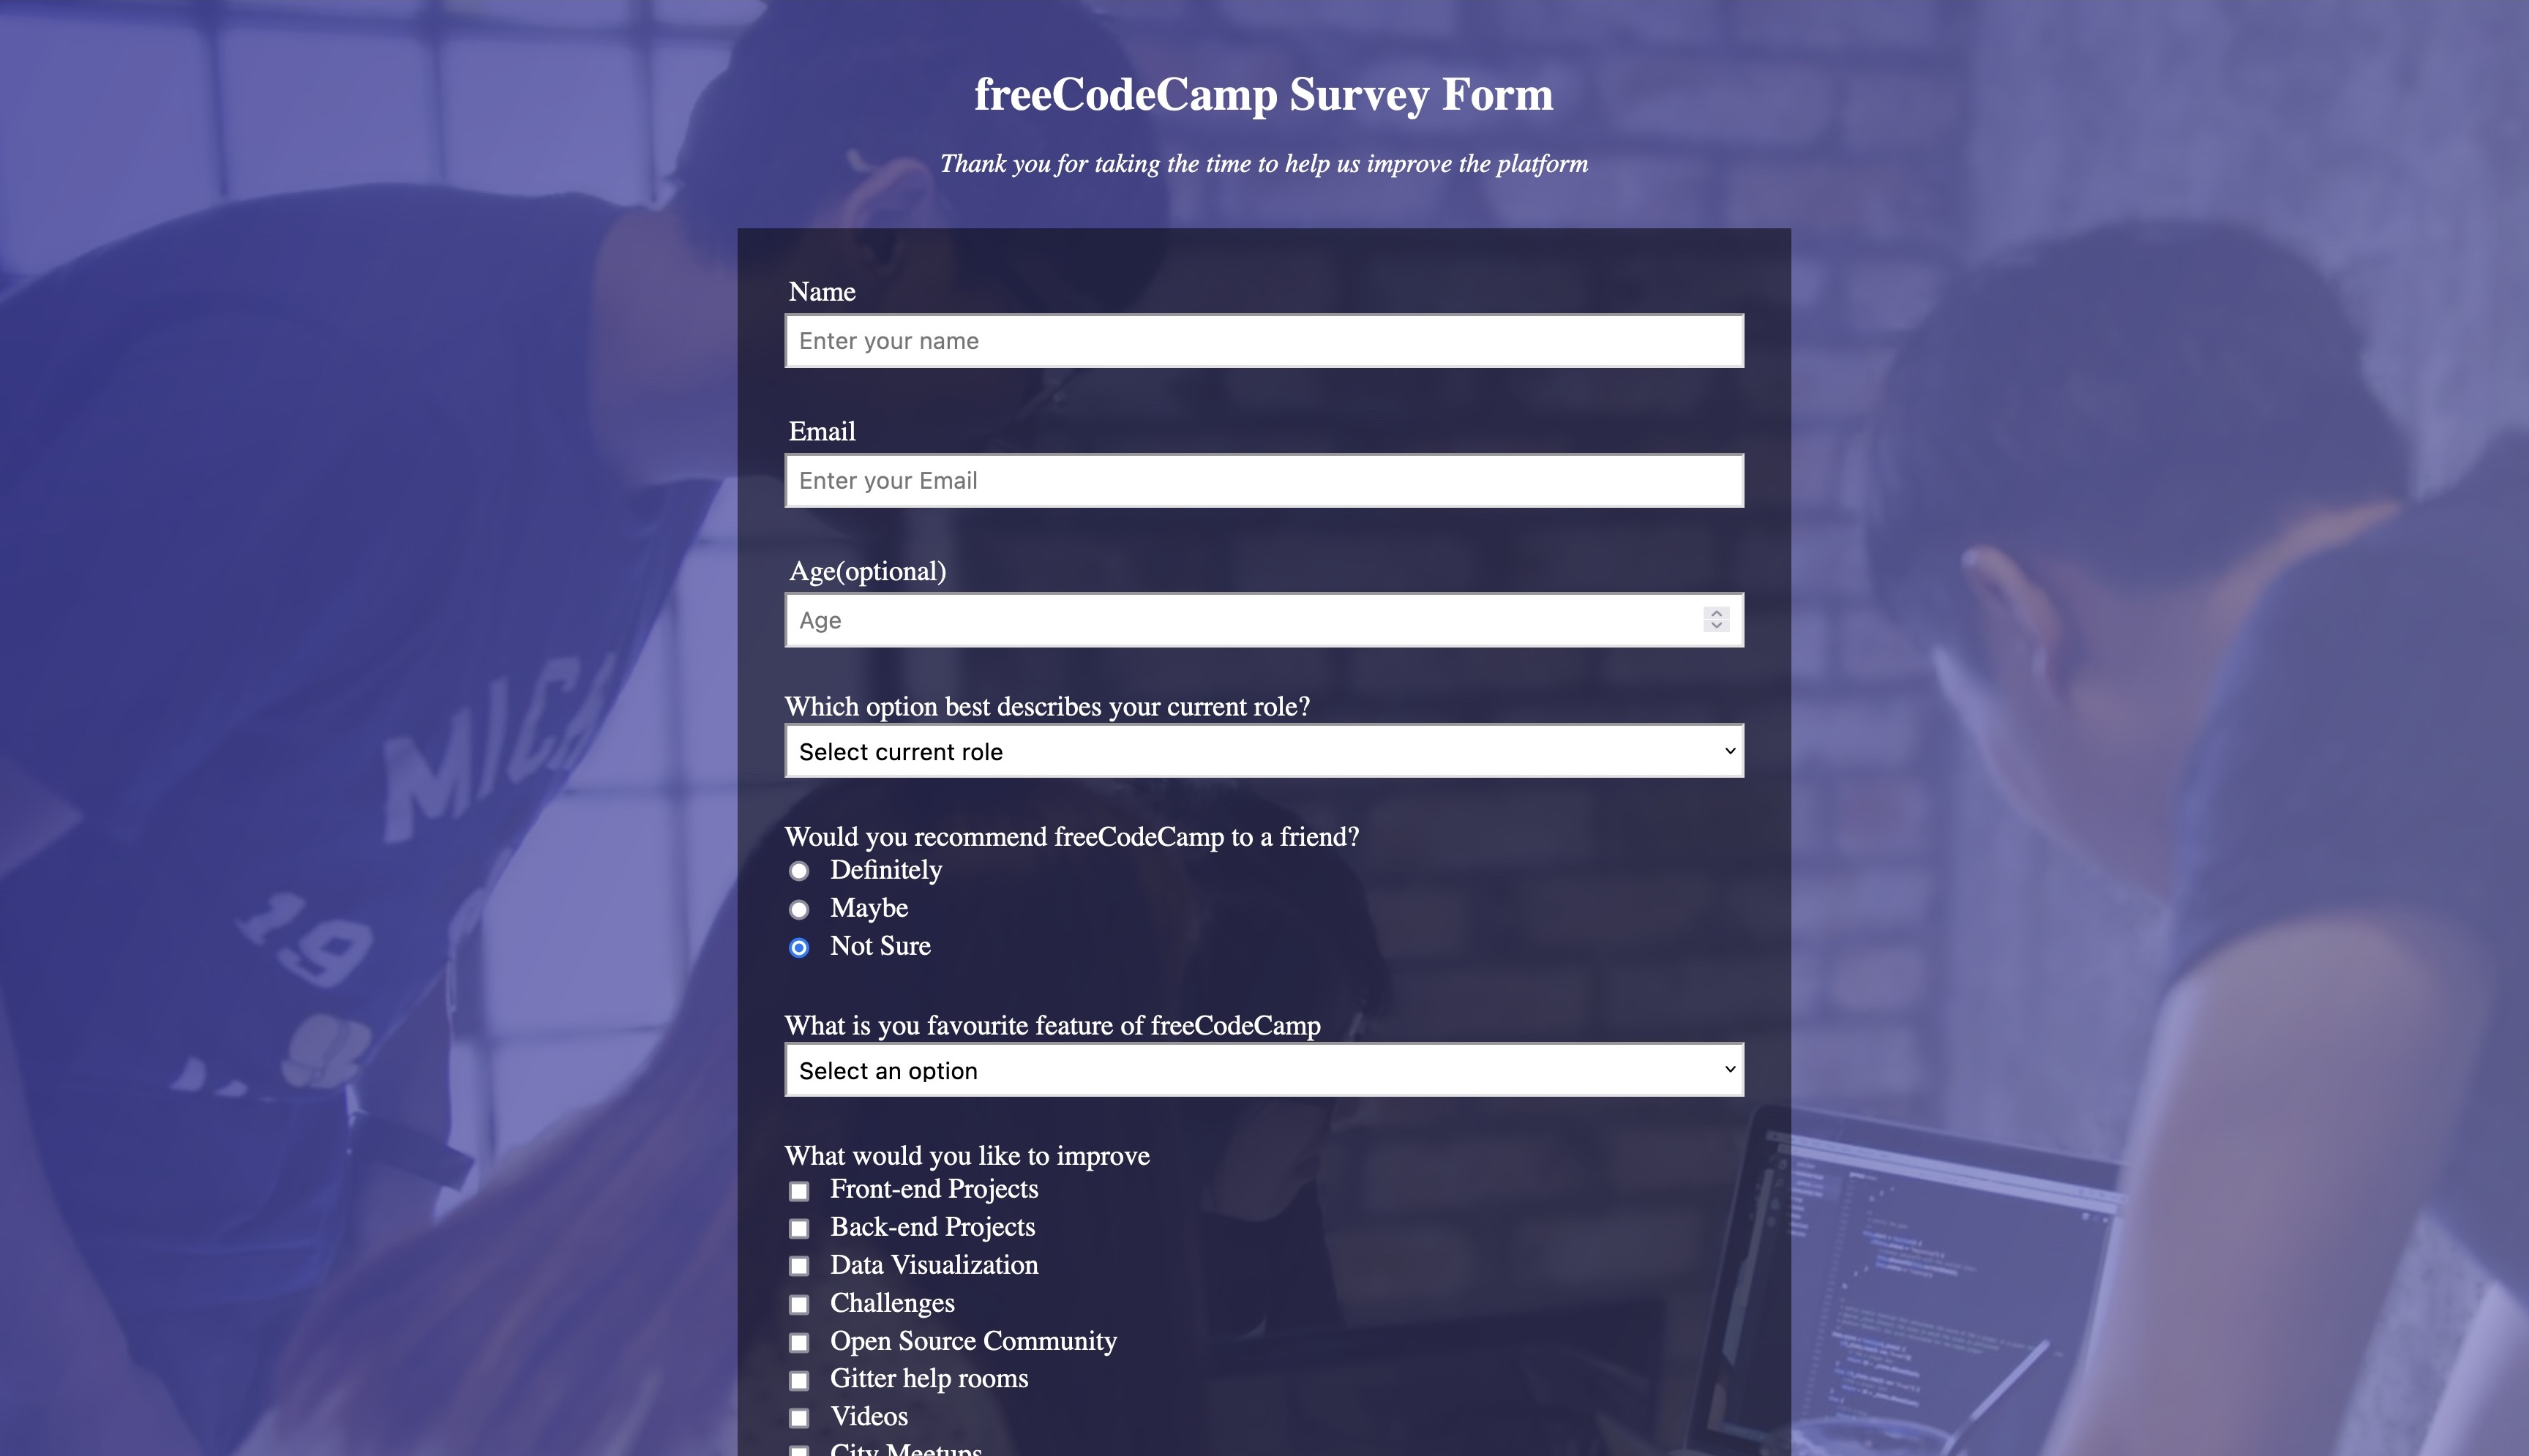 freeCodeCamp Survey Form
Thank you for taking the time to help us improve the platform
Name
Enter your name
Email
Enter your Email
Age(optional)
Age
Which option best describes your current role?
Select current role
Would you recommend freeCodeCamp to a friend?
Definitely
Maybe
Not Sure
What is you favourite feature of freeCodeCamp
Select an option
What would you like to improve
Front-end Projects
Back-end Projects
Data Visualization
Challenges
Open Source Community
Gitter help rooms
Videos
City Meetups
MICH
19